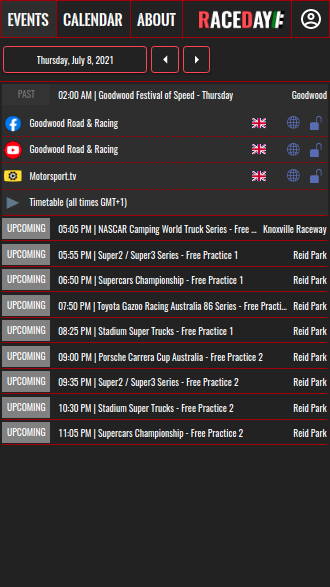 EVENTS CALENDAR ABOUT RACEDAY
Thursday, July 8, 2021
PAST 02:00 AM | Goodwood Festival of Speed - Thursday Goodwood
Goodwood Road & Racing
Goodwood Road & Racing
Motorsport.tv
Timetable (all times GMT+1)
UPCOMING 05:05 PM | NASCAR Camping World Truck Series - Free ... Knoxville Raceway
UPCOMING 05:55 PM | Super2 / Super3 Series - Free Practice 1 Reid Park
UPCOMING 06:50 PM | Supercars Championship - Free Practice 1 Reid Park
UPCOMING 07:50 PM | Toyota Gazoo Racing Australia 86 Series - Free Practi... Reid Park
UPCOMING 08:25 PM | Stadium Super Trucks - Free Practice 1 Reid Park
UPCOMING 09:00 PM | Porsche Carrera Cup Australia - Free Practice 2 Reid Park
UPCOMING 09:35 PM | Super2 / Super3 Series - Free Practice 2 Reid Park
UPCOMING 10:30 PM | Stadium Super Trucks - Free Practice 2 Reid Park
UPCOMING 11:05 PM | Supercars Championship - Free Practice 2 Reid Park